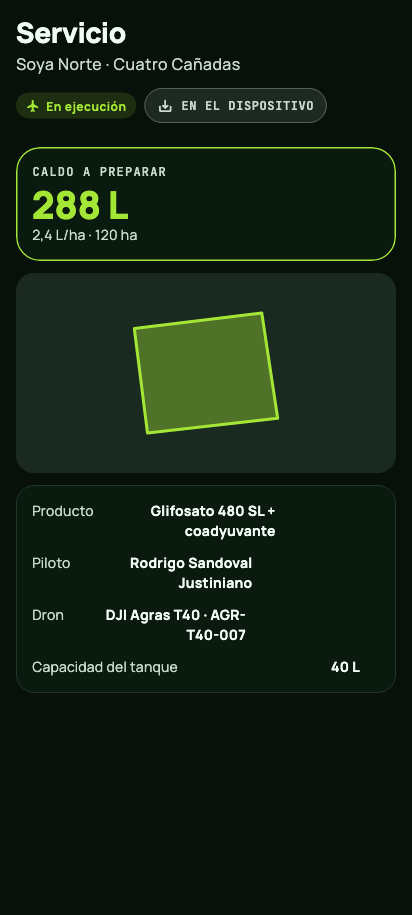 Servicio
Soya Norte · Cuatro Cañadas
En ejecución
EN EL DISPOSITIVO
CALDO A PREPARAR
288 L
2,4 L/ha · 120 ha
Producto
Glifosato 480 SL +
coadyuvante
Piloto
Rodrigo Sandoval
Justiniano
Dron
DJI Agras T40 · AGR-
T40-007
Capacidad del tanque
40 L